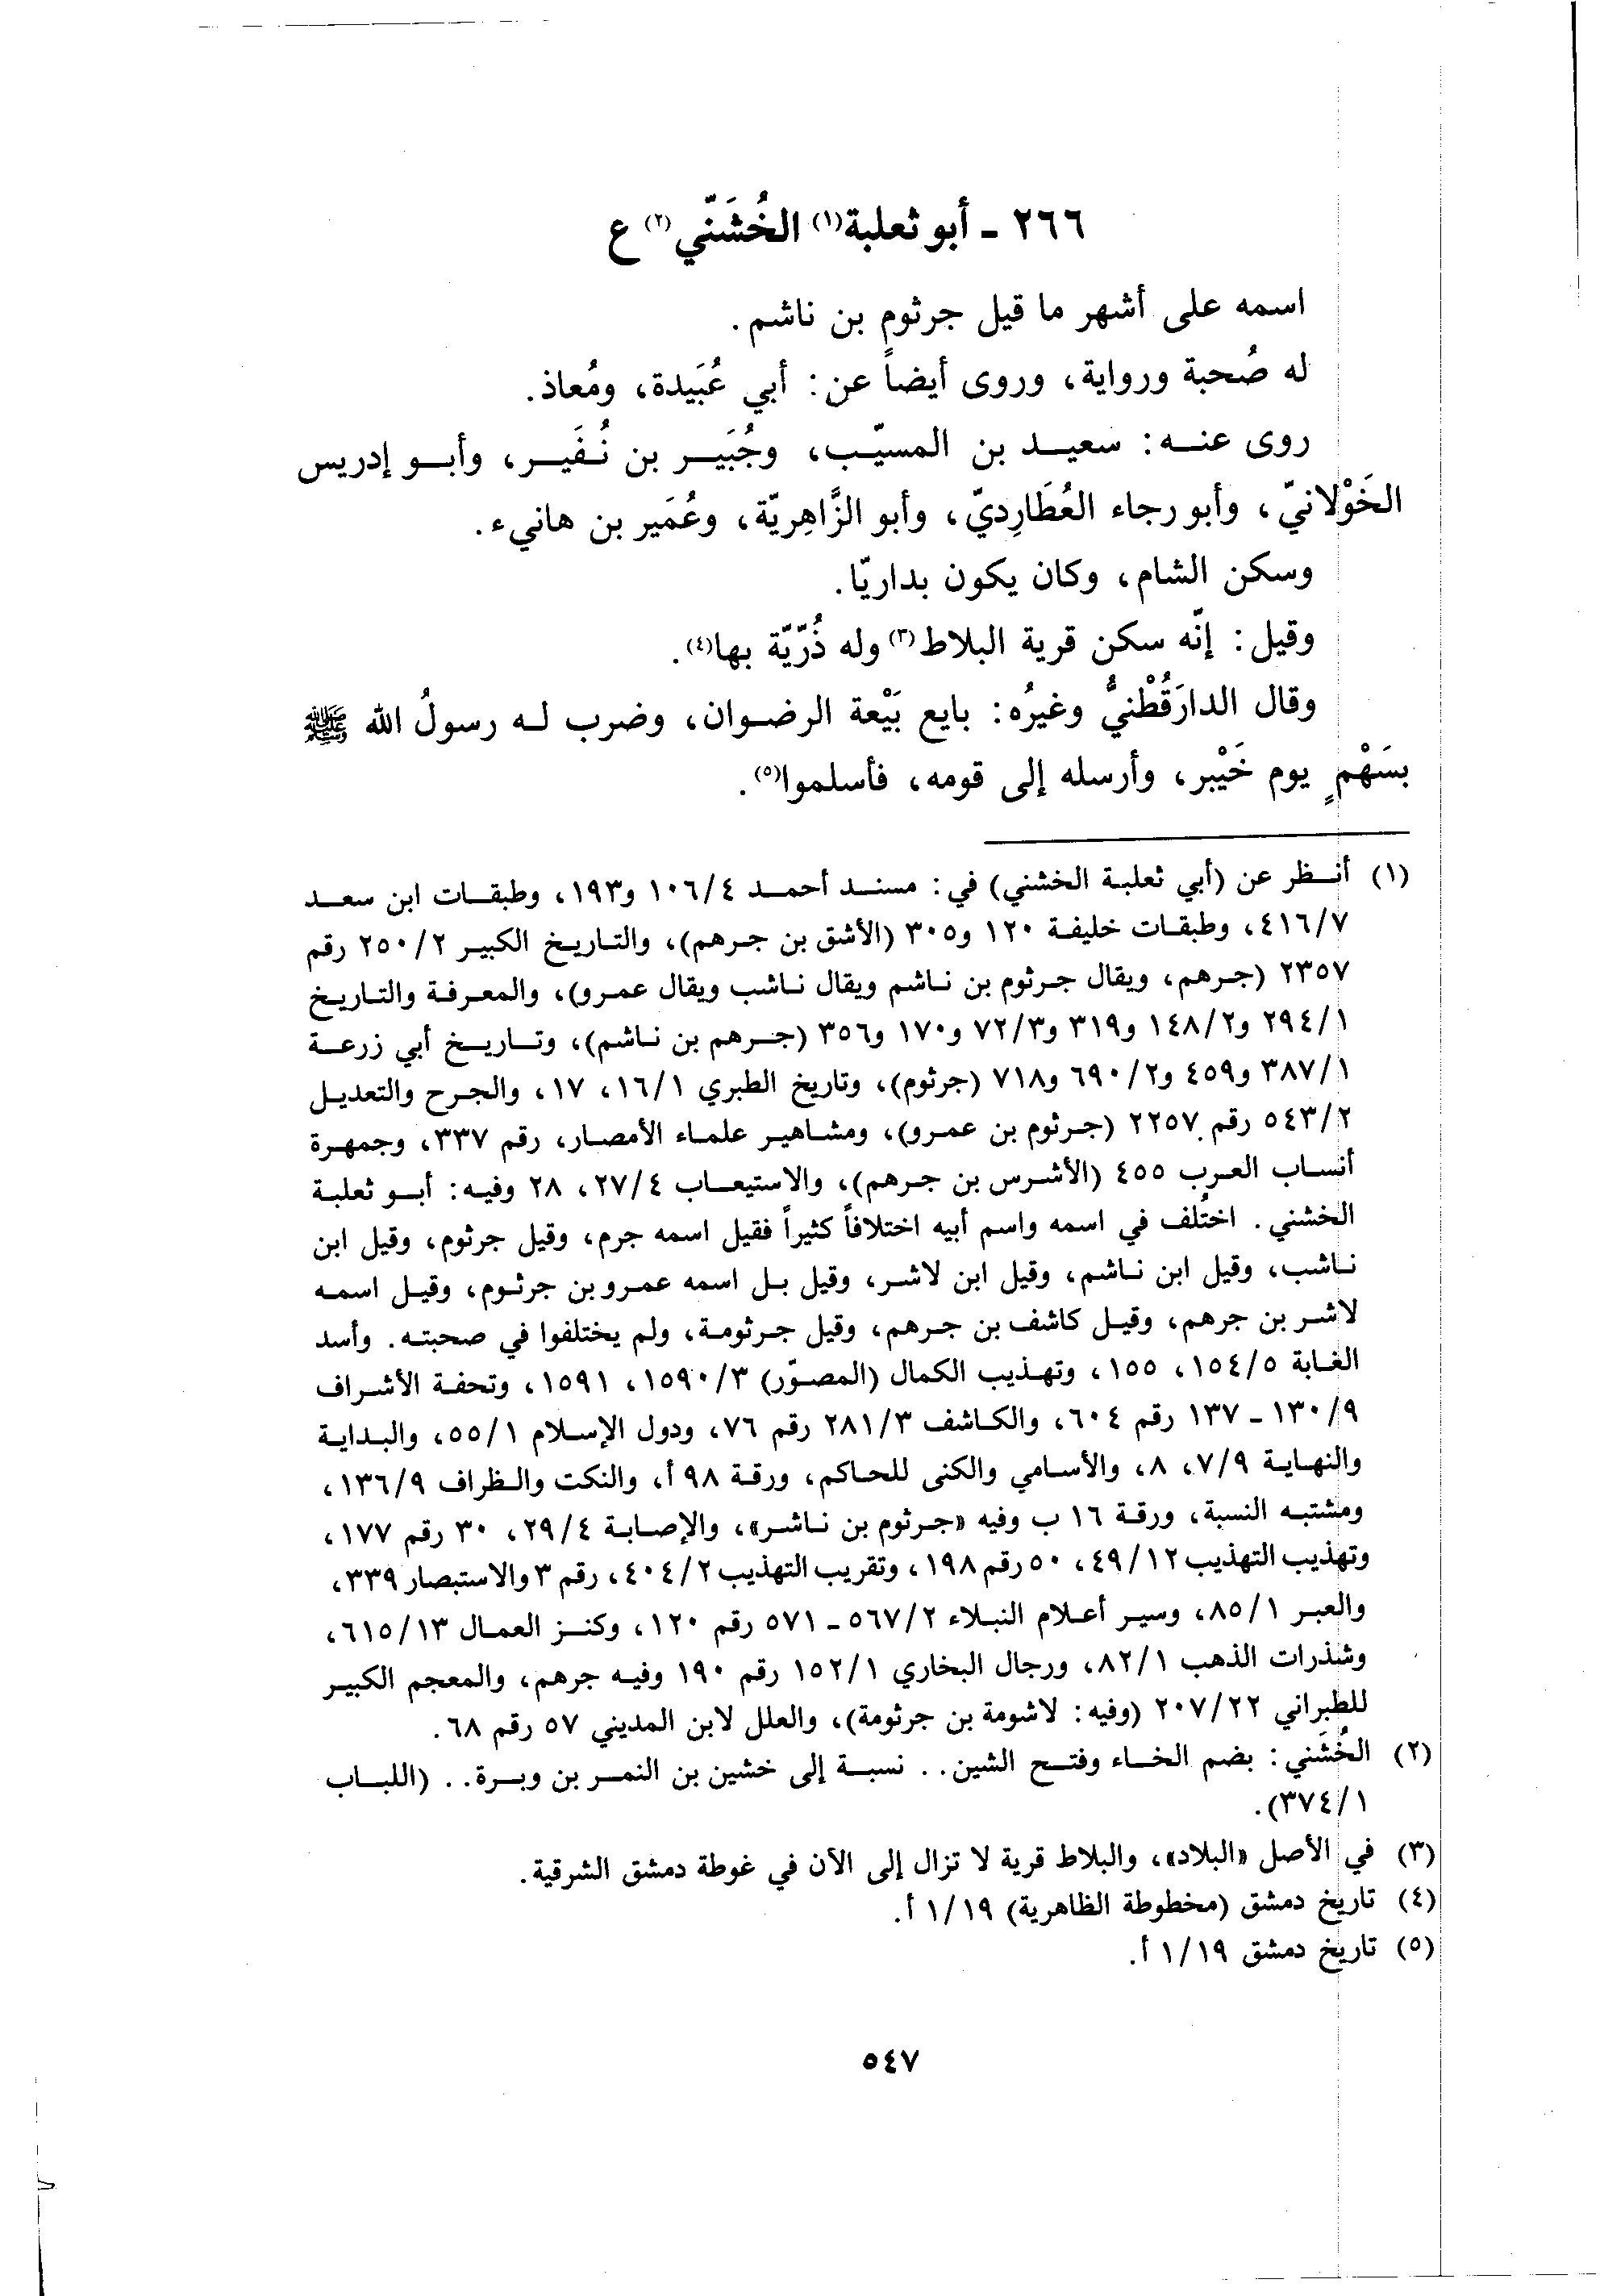 ٢٦٦ - أبو ثعلبة(١) الخُشَنّي(٢) ع
اسمه على أشهر ما قيل جرثوم بن ناشم.
له صُحبة ورواية، وروى أيضاً عن: أبي عُبَيدة، ومُعاذ.
روى عنه: سعيد بن المسيّب، وجُبَير بن نُفَير، وأبو إدريس
الخَوْلانيّ، وأبو رجاء العُطَارِديّ، وأبو الزَّاهِريّة، وعُمَير بن هانيء.
وسكن الشام، وكان يكون بداريّا.
وقيل: إنّه سكن قرية البلاط(٣) وله ذُرّيّة بها(٤).
وقال الدارَقُطْنيُّ وغيرُه: بايع بَيْعة الرضوان، وضرب له رسولُ الله ﷺ
بسَهْمٍ يوم خَيْبر، وأرسله إلى قومه، فأسلموا(٥).
(١) أنظر عن (أبي ثعلبة الخشني) في: مسند أحمد ١٠٦/٤ و١٩٣، وطبقات ابن سعد
٤١٦/٧، وطبقات خليفة ١٢٠ و٣٠٥ (الأشق بن جرهم)، والتاريخ الكبير ٢٥٠/٢ رقم
٢٣٥٧ (جرهم، ويقال جرثوم بن ناشم ويقال ناشب ويقال عمرو)، والمعرفة والتاريخ
٢٩٤/١ و١٤٨/٢ و٣١٩ و٧٢/٣ و١٧٠ و٣٥٦ (جرهم بن ناشم)، وتاريخ أبي زرعة
٣٨٧/١ و٤٥٩ و٦٩٠/٢ و٧١٨ (جرثوم)، وتاريخ الطبري ١٦/١، ١٧، والجرح والتعديل
٥٤٣/٢ رقم ٢٢٥٧ (جرثوم بن عمرو)، ومشاهير علماء الأمصار، رقم ٣٣٧، وجمهرة
أنساب العرب ٤٥٥ (الأشرس بن جرهم)، والاستيعاب ٢٧/٤، ٢٨ وفيه: أبو ثعلبة
الخشني. اختُلف في اسمه واسم أبيه اختلافاً كثيراً فقيل اسمه جرم، وقيل جرثوم، وقيل ابن
ناشب، وقيل ابن ناشم، وقيل ابن لاشر، وقيل بل اسمه عمرو بن جرثوم، وقيل اسمه
لاشر بن جرهم، وقيل كاشف بن جرهم، وقيل جرثومة، ولم يختلفوا في صحبته. وأسد
الغابة ١٥٤/٥، ١٥٥، وتهذيب الكمال (المصوّر) ١٥٩٠/٣، ١٥٩١، وتحفة الأشراف
١٣٠/٩ - ١٣٧ رقم ٦٠٤، والكاشف ٢٨١/٣ رقم ٧٦، ودول الإسلام ٥٥/١، والبداية
والنهاية ٧/٩، ٨، والأسامي والكنى للحاكم، ورقة ٩٨ أ، والنكت والظراف ١٣٦/٩،
ومشتبه النسبة، ورقة ١٦ ب وفيه «جرثوم بن ناشر»، والإصابة ٢٩/٤، ٣٠ رقم ١٧٧،
وتهذيب التهذيب ٤٩/١٢، ٥٠ رقم ١٩٨، وتقريب التهذيب ٤٠٤/٢، رقم ٣ والاستبصار ٣٣٩،
والعبر ٨٥/١، وسير أعلام النبلاء ٥٦٧/٢ - ٥٧١ رقم ١٢٠، وكنز العمال ٦١٥/١٣،
وشذرات الذهب ٨٢/١، ورجال البخاري ١٥٢/١ رقم ١٩٠ وفيه جرهم، والمعجم الكبير
للطبراني ٢٠٧/٢٢ (وفيه: لاشومة بن جرثومة)، والعلل لابن المديني ٥٧ رقم ٦٨.
(٢) الخُشَني: بضم الخاء وفتح الشين.. نسبة إلى خشين بن النمر بن وبرة.. (اللباب
٣٧٤/١).
(٣) في الأصل «البلاد»، والبلاط قرية لا تزال إلى الآن في غوطة دمشق الشرقية.
(٤) تاريخ دمشق (مخطوطة الظاهرية) ١/١٩ أ.
(٥) تاريخ دمشق ١/١٩ أ.
٥٤٧